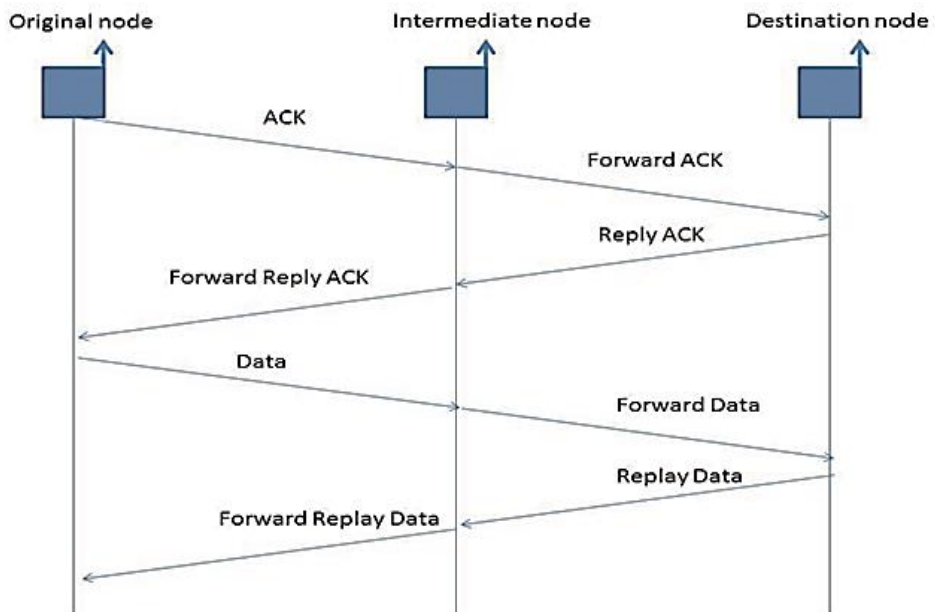 Original node
Intermediate node
Destination node
ACK
Forward ACK
Reply ACK
Forward Reply ACK
Data
Forward Data
Replay Data
Forward Replay Data